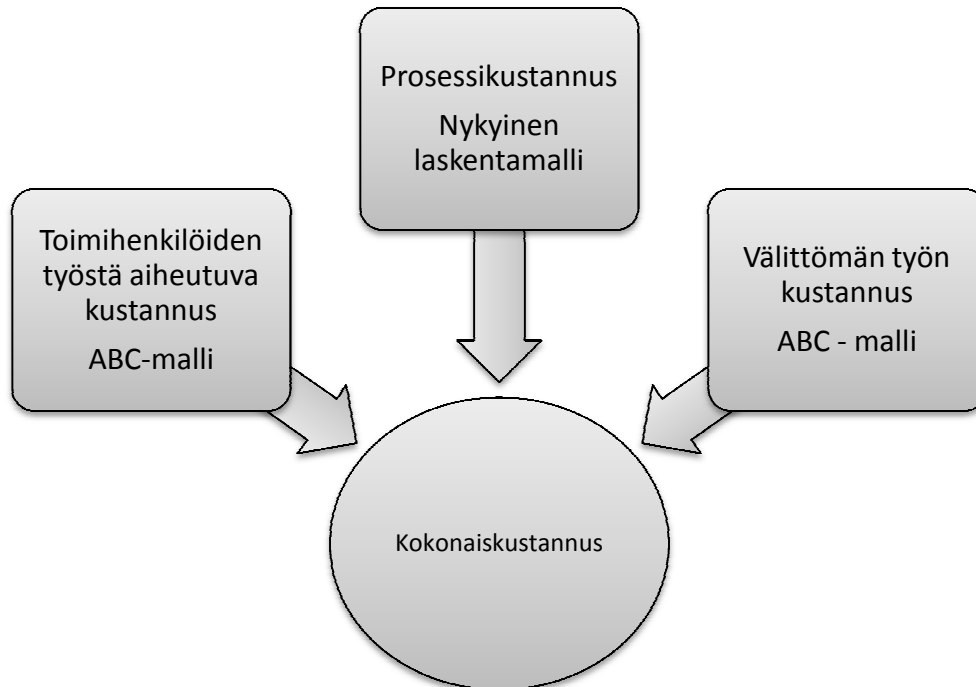 Prosessikustannus
Nykyinen
laskentamalli
Toimihenkilöiden
työstä aiheutuva
kustannus
ABC-malli
Välittömän työn
kustannus
ABC - malli
Kokonaiskustannus